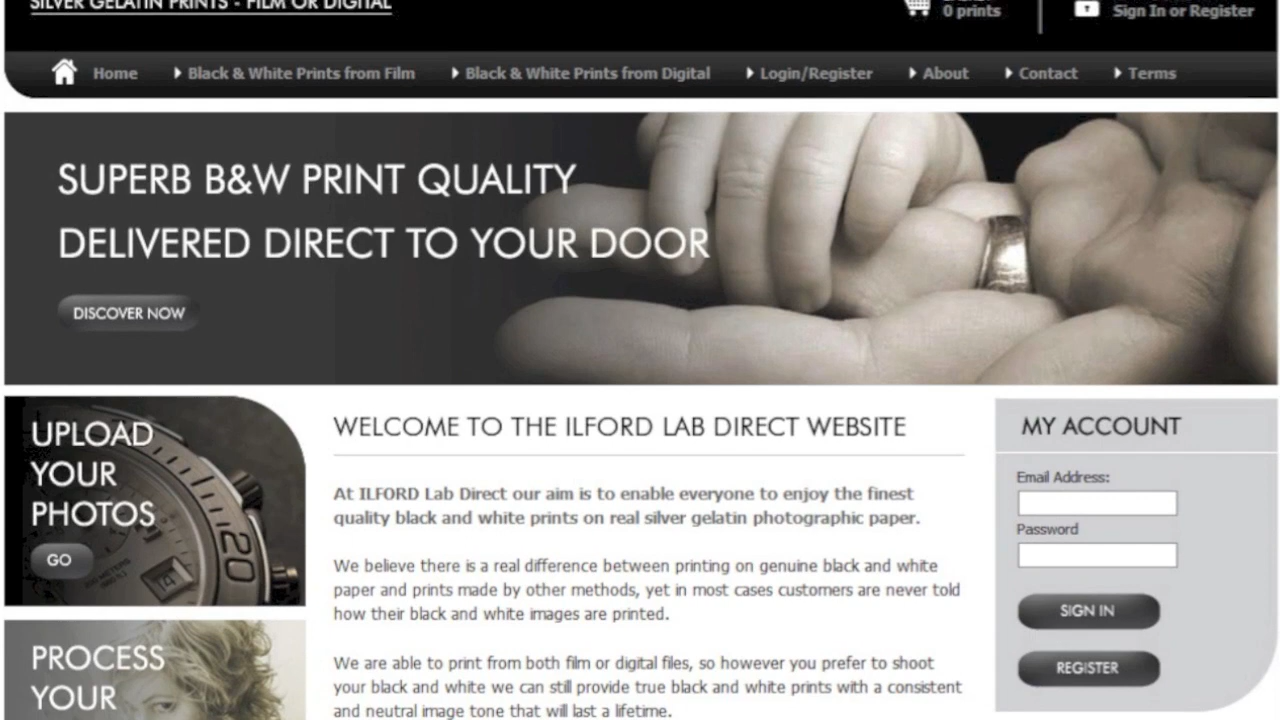 SILVER GELATIN PRINTS - FILM OR DIGITAL
0 prints
Sign In or Register
Home
Black & White Prints from Film
Black & White Prints from Digital
Login/Register
About
Contact
Terms
SUPERB B&W PRINT QUALITY
DELIVERED DIRECT TO YOUR DOOR
DISCOVER NOW
UPLOAD
YOUR
PHOTOS
GO
20
14
PROCESS
YOUR
WELCOME TO THE ILFORD LAB DIRECT WEBSITE
At ILFORD Lab Direct our aim is to enable everyone to enjoy the finest
quality black and white prints on real silver gelatin photographic paper.
We believe there is a real difference between printing on genuine black and white
paper and prints made by other methods, yet in most cases customers are never told
how their black and white images are printed.
We are able to print from both film or digital files, so however you prefer to shoot
your black and white we can still provide true black and white prints with a consistent
and neutral image tone that will last a lifetime.
MY ACCOUNT
Email Address:
Password
SIGN IN
REGISTER